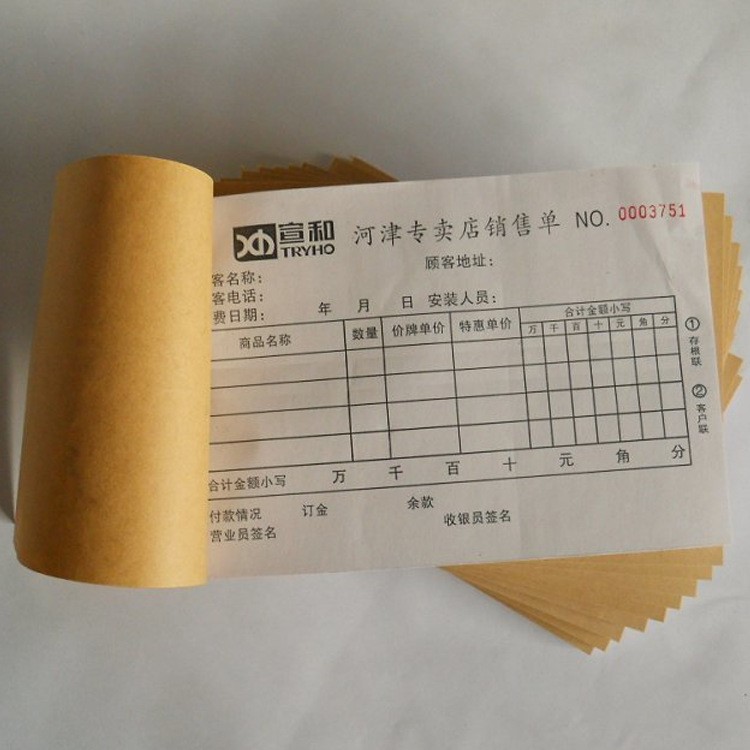 宣和
TRYHO
河津专卖店销售单 NO. 0003751
客名称： 顾客地址：
客电话：
费日期： 年 月 日 安装人员：
商品名称 数量 价牌单价 特惠单价 合计金额小写
万 千 百 十 元 角 分
①存根联
②客户联
合计金额小写 万 千 百 十 元 角 分
付款情况 订金 余款
营业员签名 收银员签名